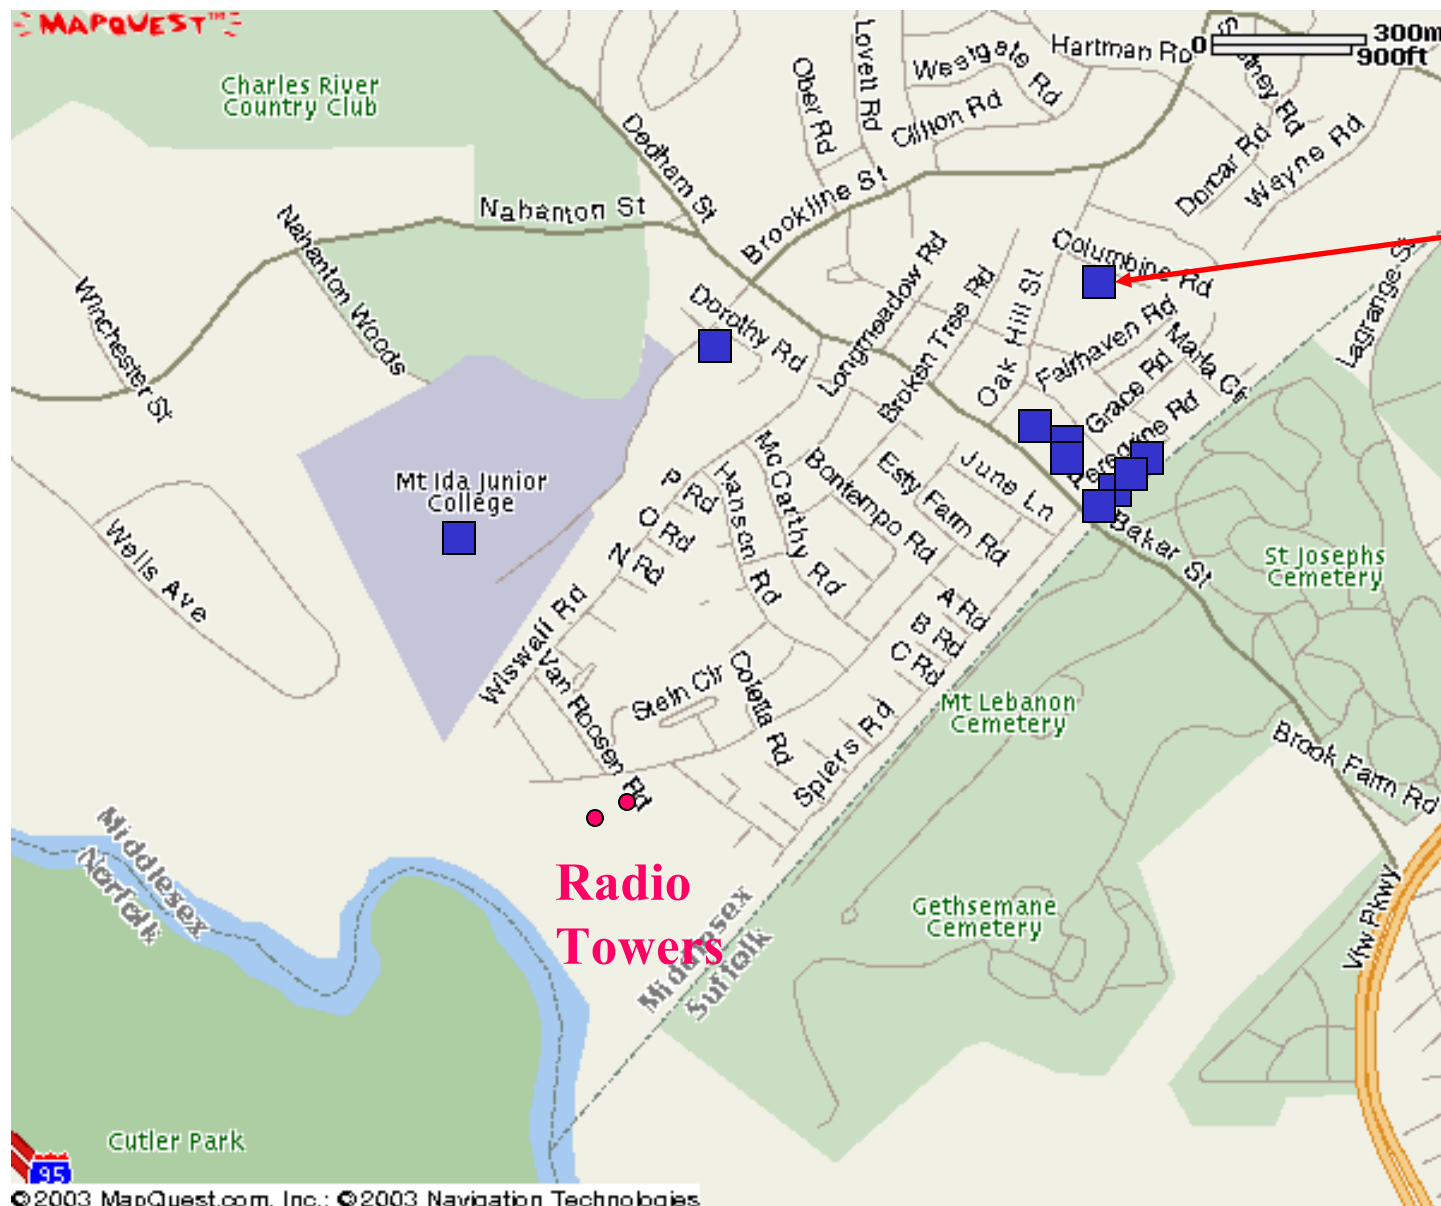 MAPQUEST™
0
300m
900ft
Charles River
Country Club
Dedham St
Ober Rd
Lovett Rd
Westgate Rd
Hartman Rd
Clifton Rd
Dorcar Rd
Wayne Rd
Nahanton St
Brookline St
Nahanton Woods
Winchester St
Columbine Rd
Lagrange St
Dorothy Rd
Longmeadow Rd
Broken Tree Rd
Oak Hill St
Fairhaven Rd
Marla Cir
Grace Rd
Peregrine Rd
Mt Ida Junior
College
Wells Ave
P Rd
O Rd
N Rd
Hanson Rd
McCarthy Rd
Bontempo Rd
Esty Farm Rd
June Ln
Baker St
St Josephs
Cemetery
A Rd
B Rd
C Rd
Wiswall Rd
Van Roosen Rd
Stein Cir
Coletta Rd
Spiers Rd
Mt Lebanon
Cemetery
Brook Farm Rd
Radio
Towers
Middlesex
Norfolk
Middlesex
Suffolk
Gethsemane
Cemetery
Vfw Pkwy
Cutler Park
95
©2003 MapQuest.com, Inc.; ©2003 Navigation Technologies